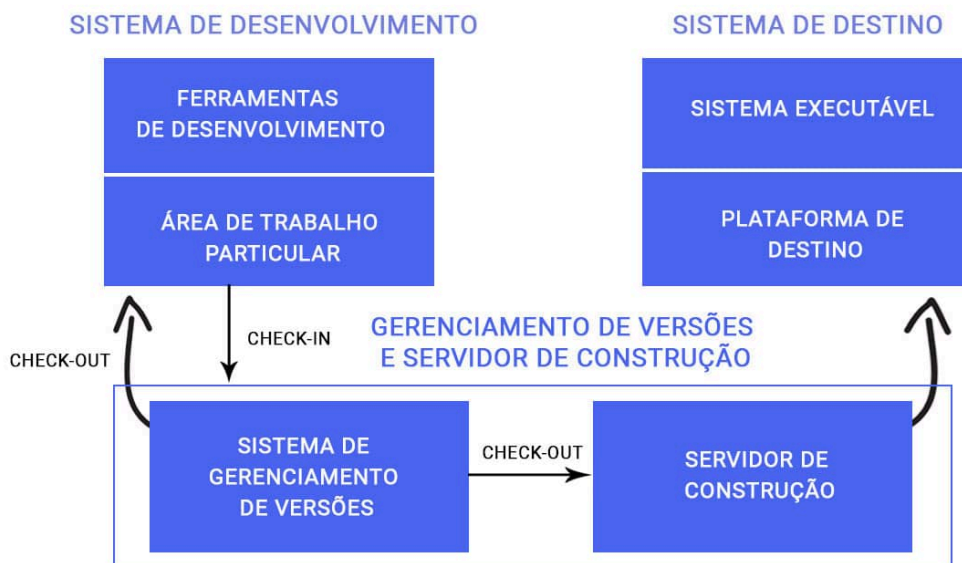 SISTEMA DE DESENVOLVIMENTO
SISTEMA DE DESTINO
FERRAMENTAS
DE DESENVOLVIMENTO
SISTEMA EXECUTÁVEL
ÁREA DE TRABALHO
PARTICULAR
PLATAFORMA DE
DESTINO
CHECK-OUT
CHECK-IN
GERENCIAMENTO DE VERSÕES
E SERVIDOR DE CONSTRUÇÃO
SISTEMA DE
GERENCIAMENTO
DE VERSÕES
CHECK-OUT
SERVIDOR DE
CONSTRUÇÃO